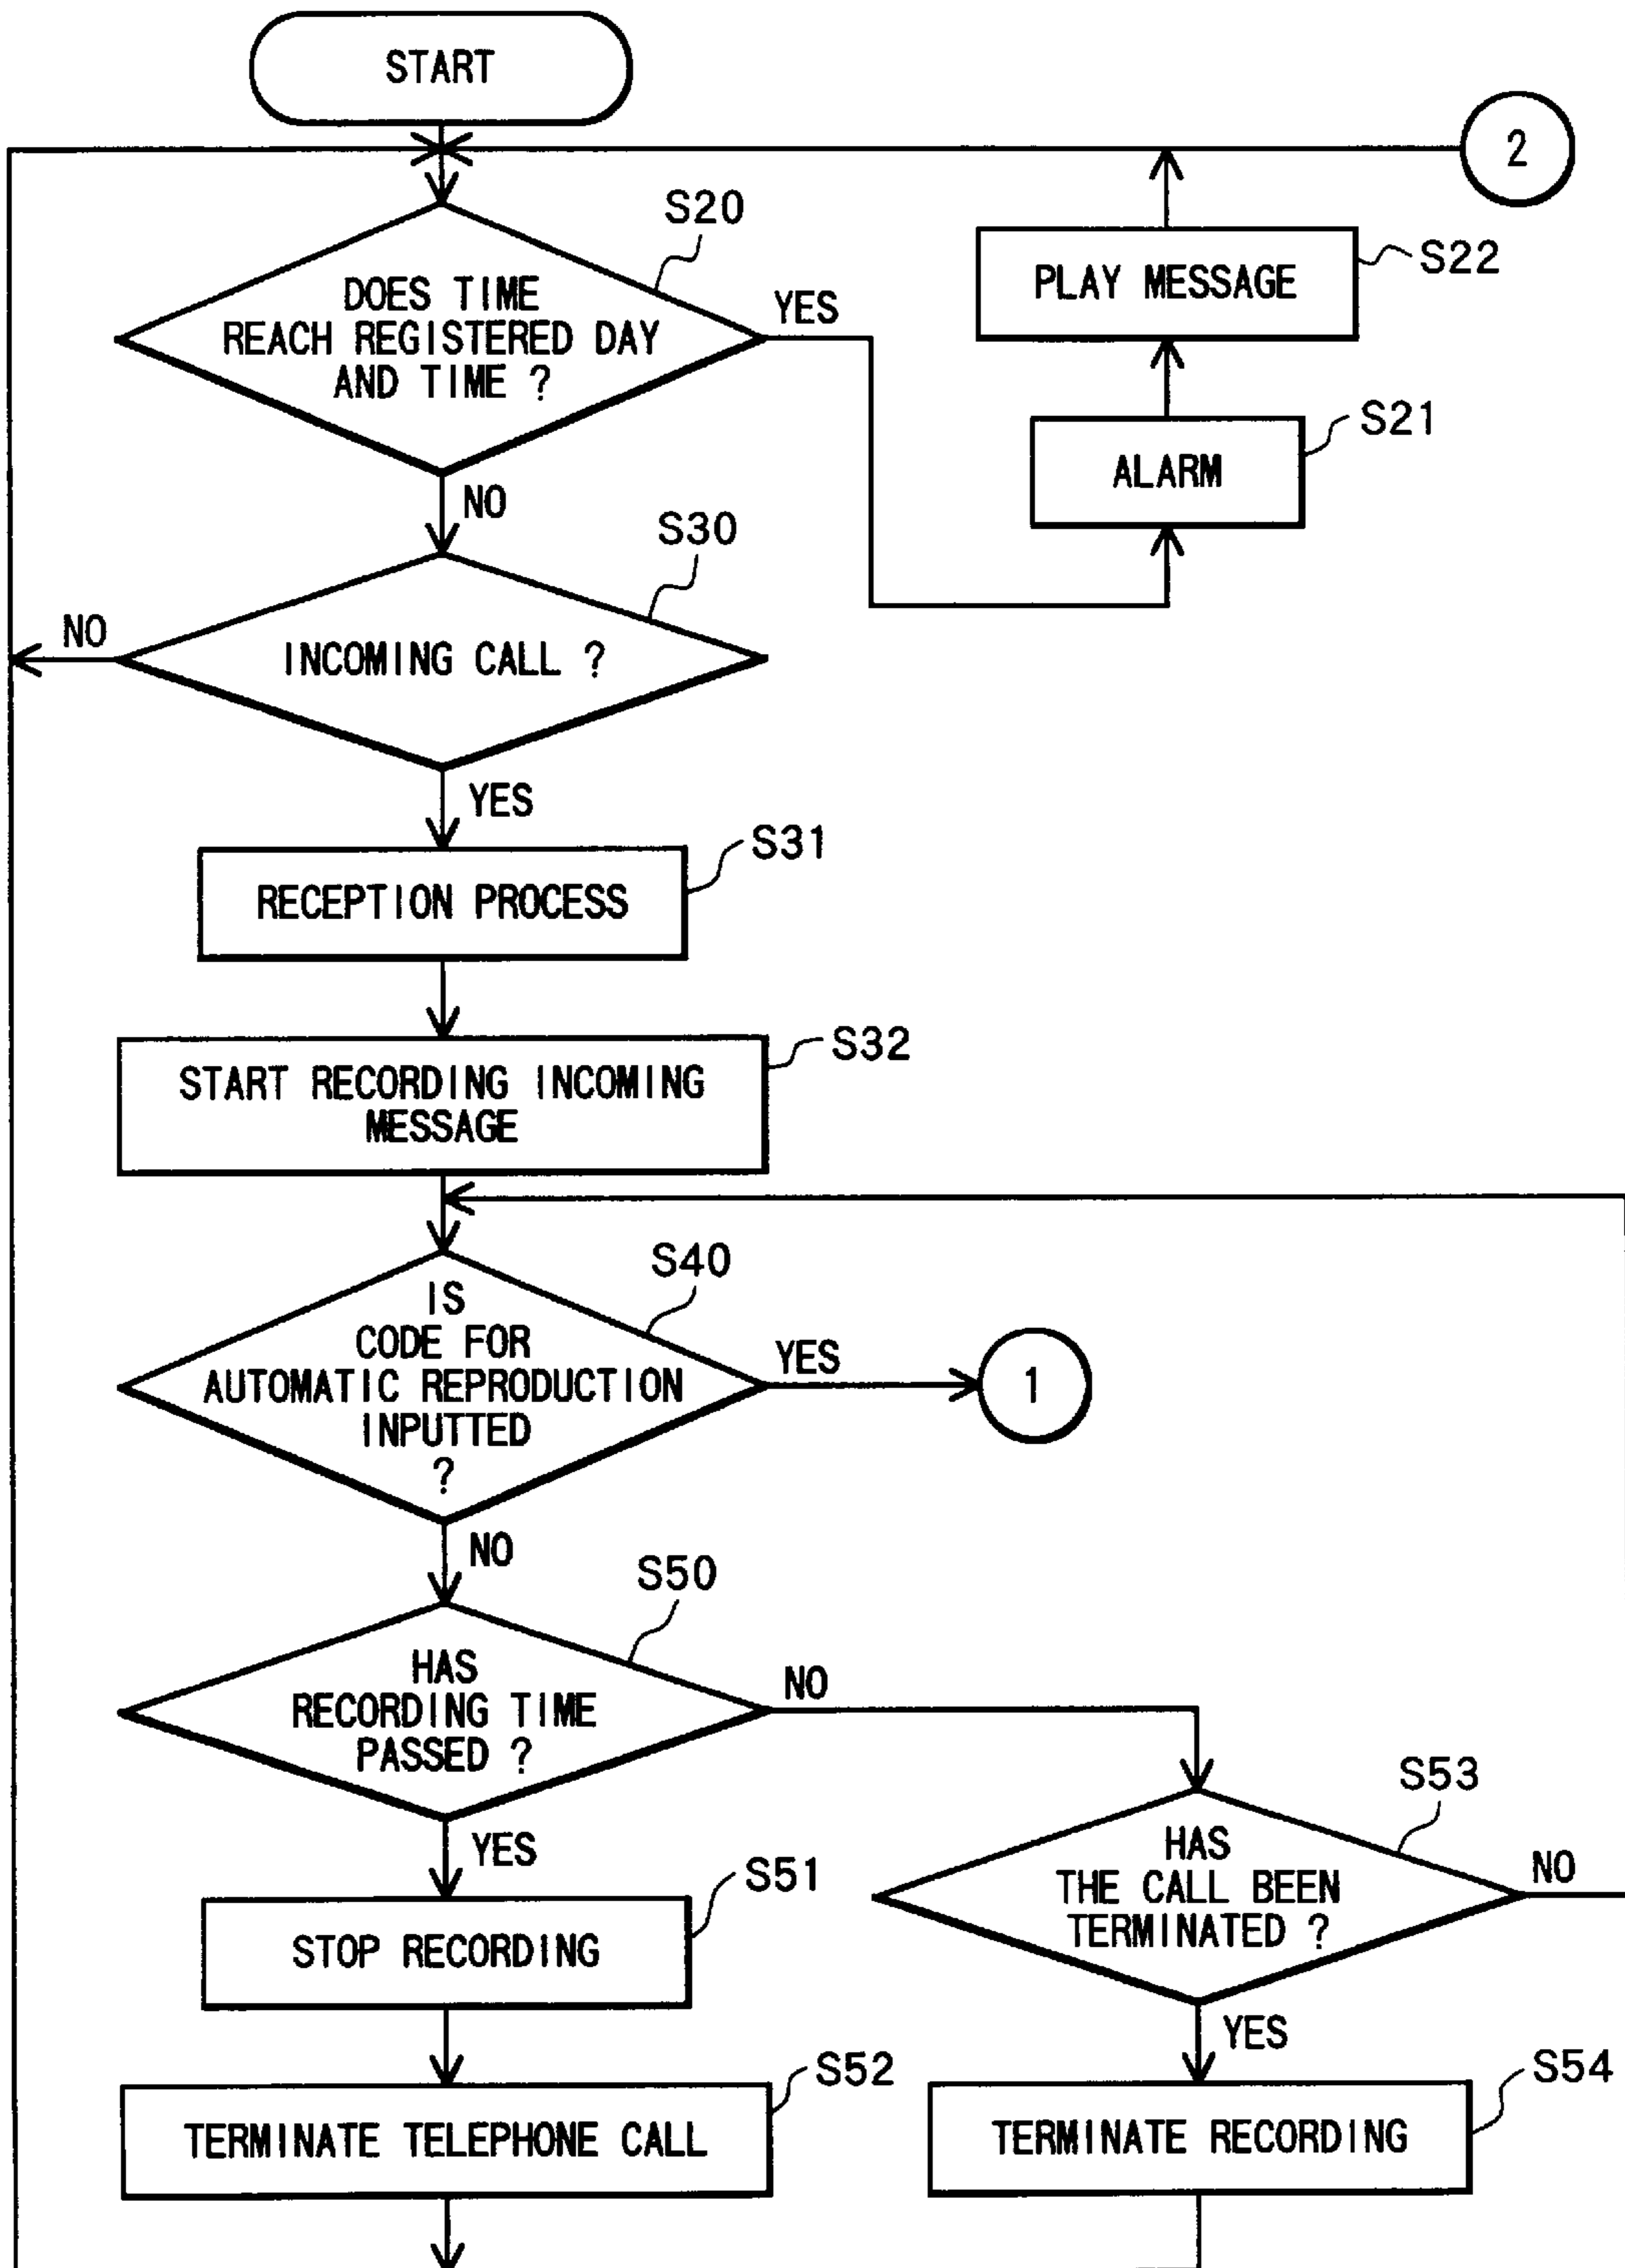 START
2
S20
DOES TIME
REACH REGISTERED DAY
AND TIME ?
YES
S22
PLAY MESSAGE
S21
ALARM
NO
S30
INCOMING CALL ?
NO
YES
S31
RECEPTION PROCESS
S32
START RECORDING INCOMING
MESSAGE
S40
IS
CODE FOR
AUTOMATIC REPRODUCTION
INPUTTED
?
YES
1
NO
S50
HAS
RECORDING TIME
PASSED ?
NO
S53
HAS
THE CALL BEEN
TERMINATED ?
NO
YES
S51
STOP RECORDING
YES
S52
TERMINATE TELEPHONE CALL
S54
TERMINATE RECORDING